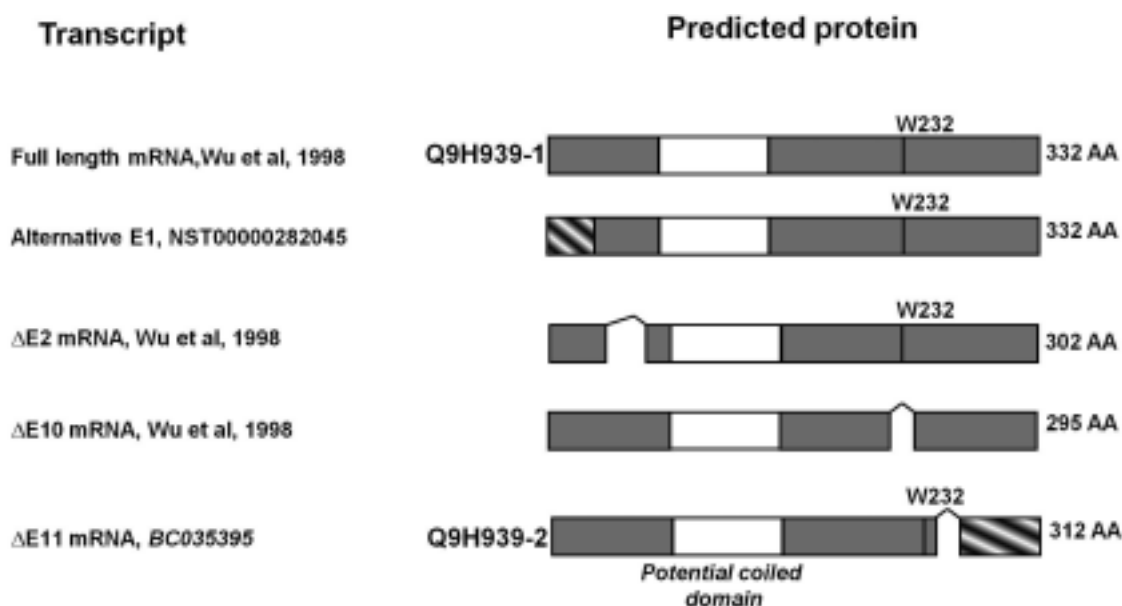 Transcript
Predicted protein
W232
Full length mRNA,Wu et al, 1998
Q9H939-1
332 AA
W232
Alternative E1, NST00000282045
332 AA
W232
ΔE2 mRNA, Wu et al, 1998
302 AA
ΔE10 mRNA, Wu et al, 1998
295 AA
W232
ΔE11 mRNA, BC035395
Q9H939-2
312 AA
Potential coiled
domain